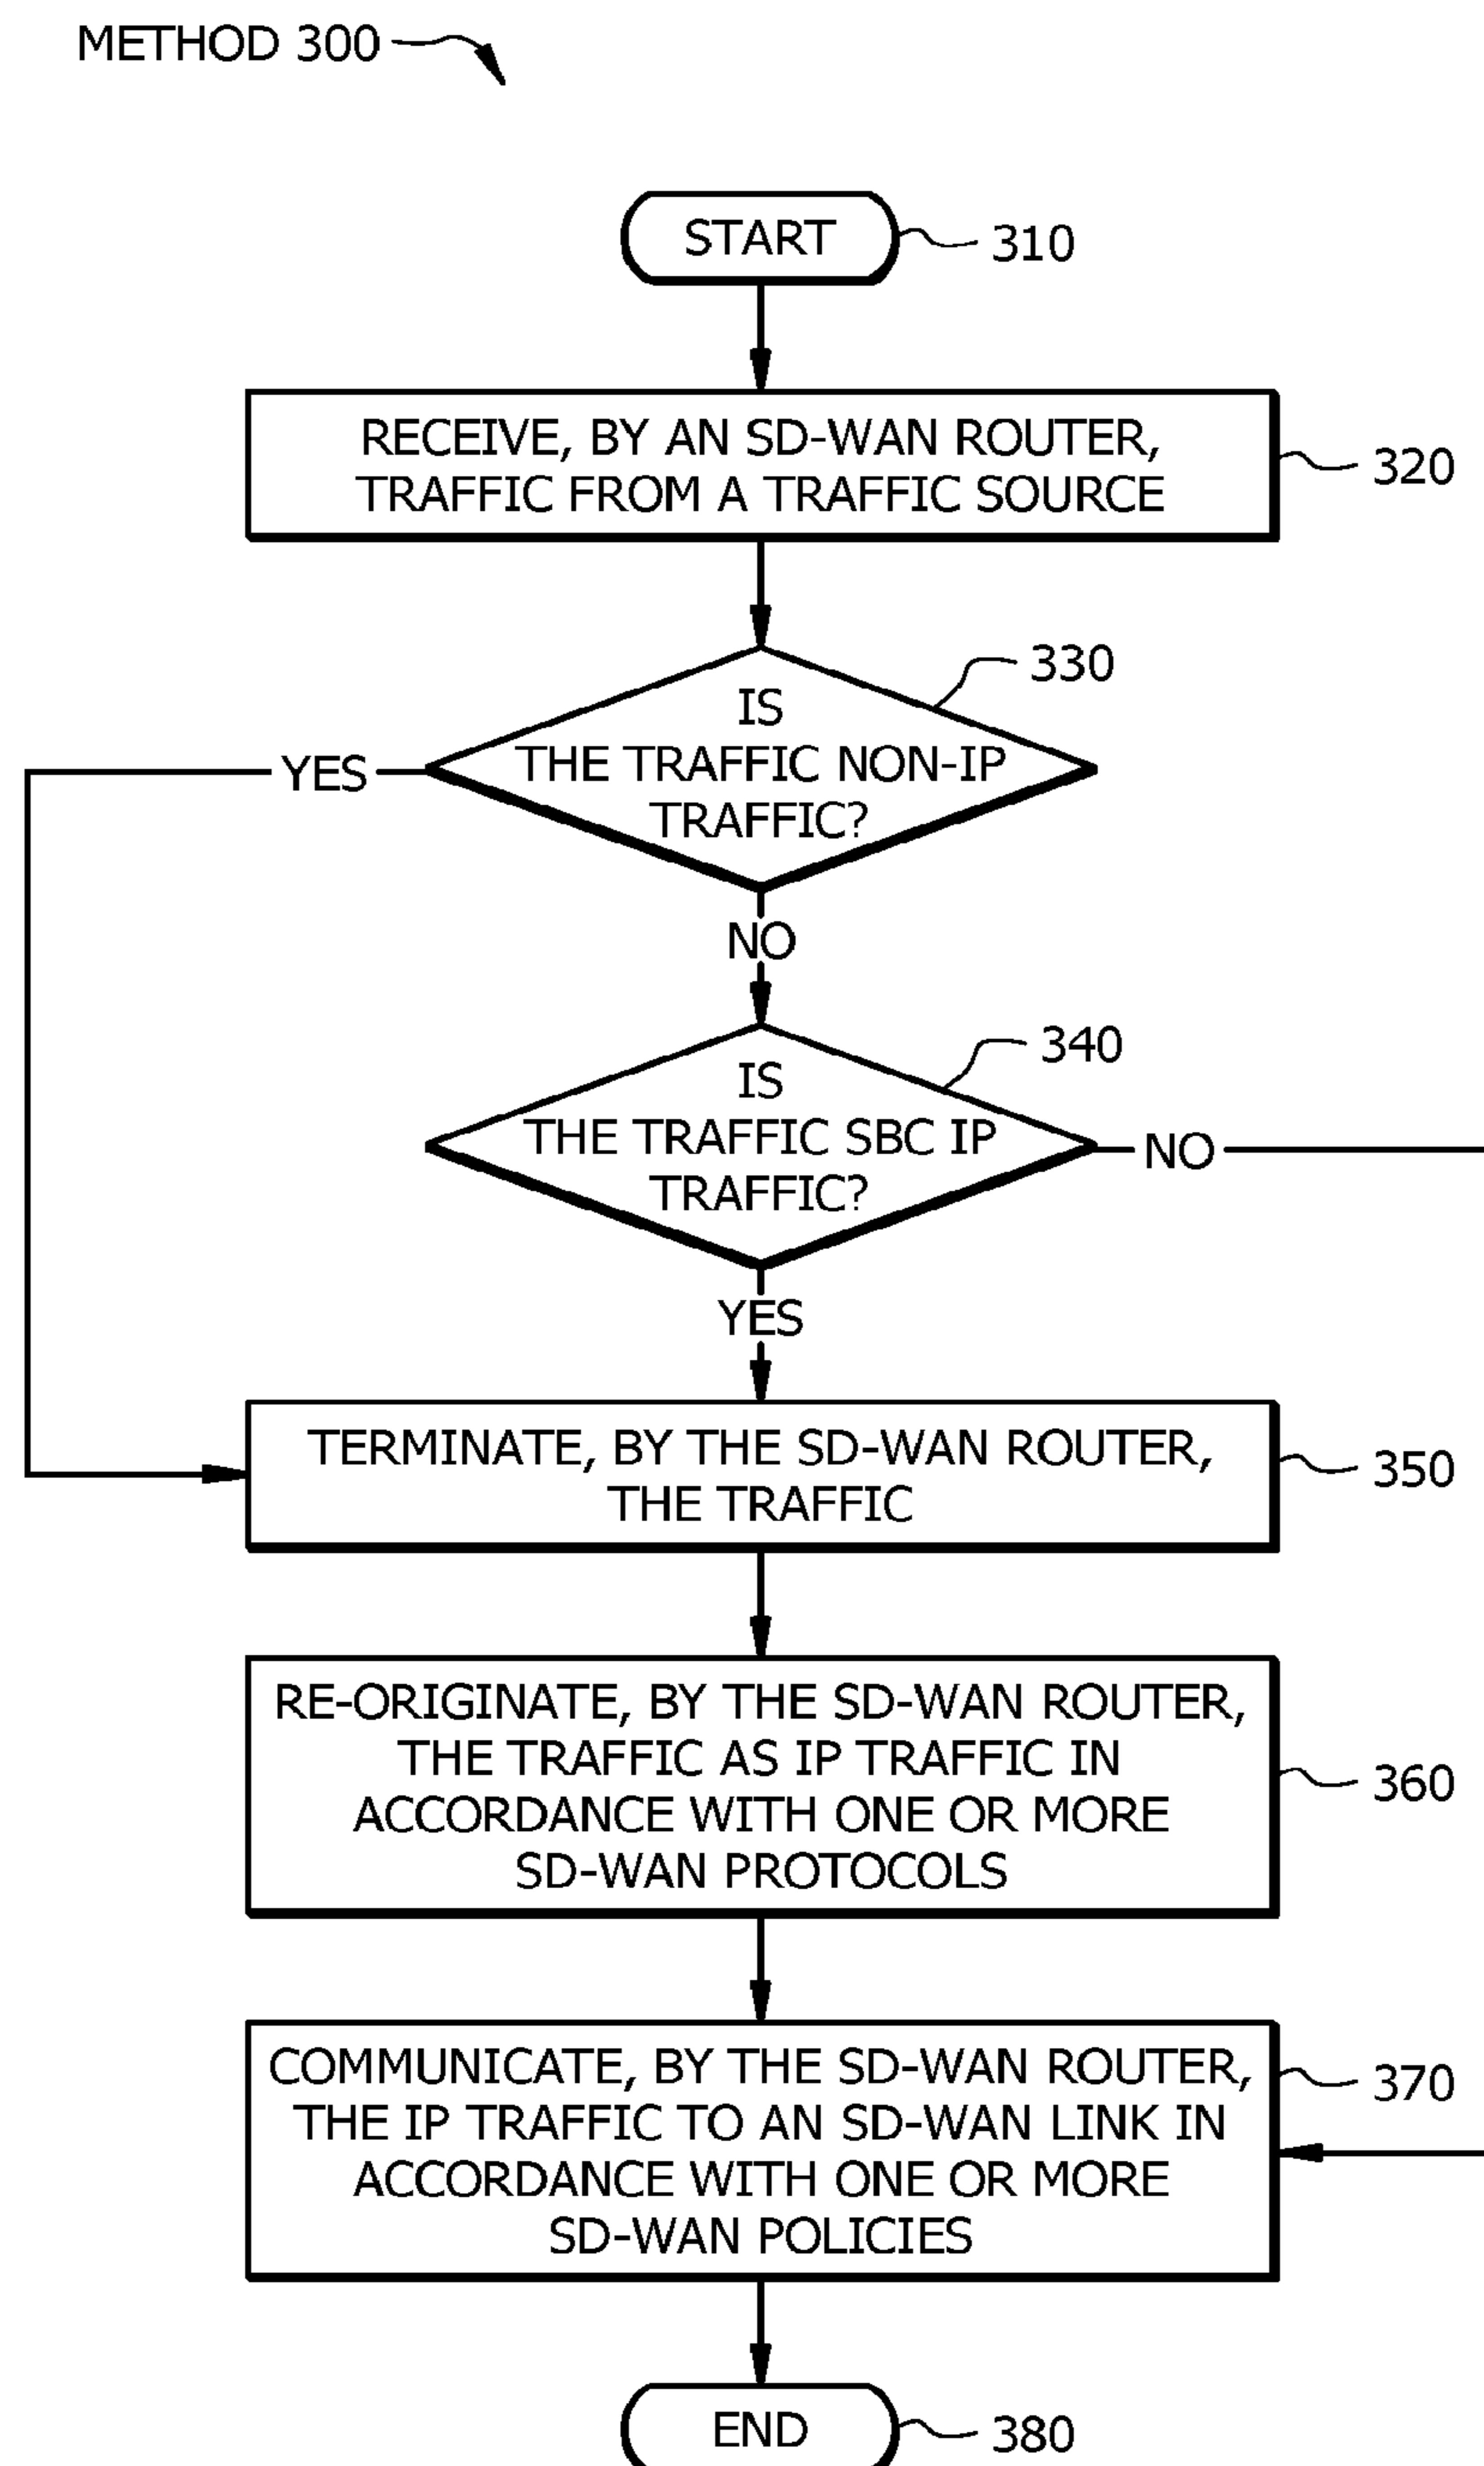 METHOD 300
START
310
RECEIVE, BY AN SD-WAN ROUTER,
TRAFFIC FROM A TRAFFIC SOURCE
320
330
IS
THE TRAFFIC NON-IP
TRAFFIC?
YES
NO
340
IS
THE TRAFFIC SBC IP
TRAFFIC?
NO
YES
TERMINATE, BY THE SD-WAN ROUTER,
THE TRAFFIC
350
RE-ORIGINATE, BY THE SD-WAN ROUTER,
THE TRAFFIC AS IP TRAFFIC IN
ACCORDANCE WITH ONE OR MORE
SD-WAN PROTOCOLS
360
COMMUNICATE, BY THE SD-WAN ROUTER,
THE IP TRAFFIC TO AN SD-WAN LINK IN
ACCORDANCE WITH ONE OR MORE
SD-WAN POLICIES
370
END
380